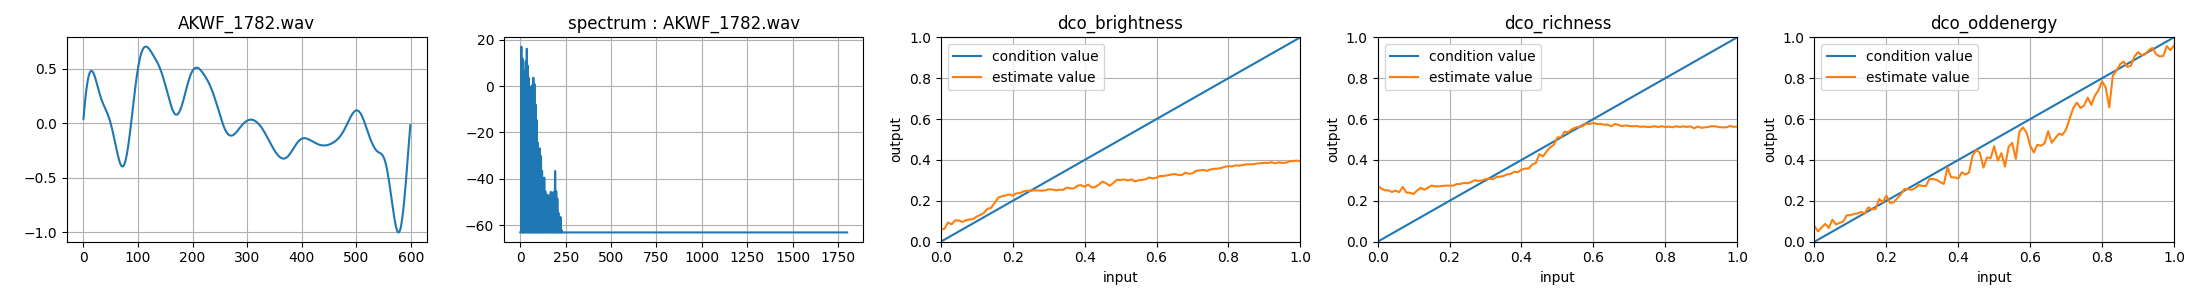 AKWF_1782.wav
0.5
0.0
−0.5
−1.0
0 100 200 300 400 500 600
spectrum : AKWF_1782.wav
20
0
−20
−40
−60
0 250 500 750 1000 1250 1500 1750
dco_brightness
condition value
estimate value
output
1.0
0.8
0.6
0.4
0.2
0.0
0.0 0.2 0.4 0.6 0.8 1.0
input
dco_richness
condition value
estimate value
output
1.0
0.8
0.6
0.4
0.2
0.0
0.0 0.2 0.4 0.6 0.8 1.0
input
dco_oddenergy
condition value
estimate value
output
1.0
0.8
0.6
0.4
0.2
0.0
0.0 0.2 0.4 0.6 0.8 1.0
input